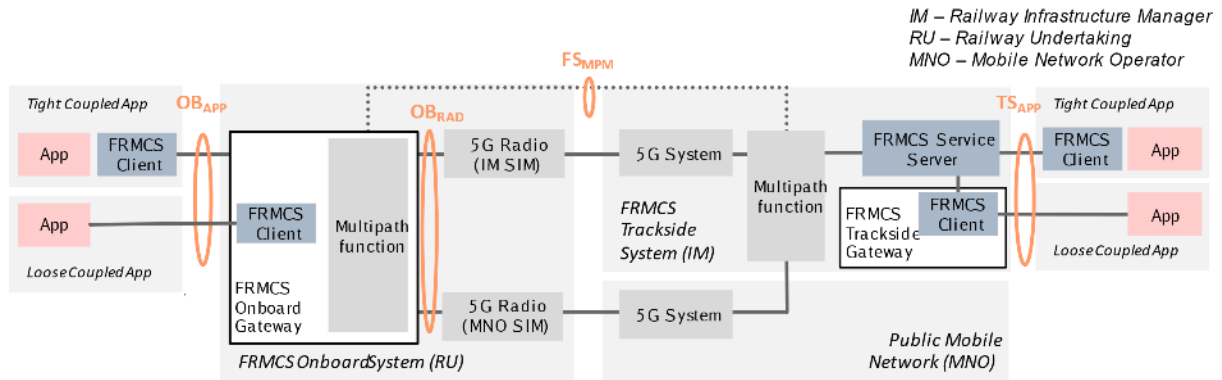 IM – Railway Infrastructure Manager
RU – Railway Undertaking
MNO – Mobile Network Operator
FSMPM
Tight Coupled App
OBAPP
OBRAD
TSAPP
Tight Coupled App
App
FRMCS
Client
5G Radio
(IM SIM)
5G System
FRMCS Service
Server
FRMCS
Client
App
Multipath
function
FRMCS
Trackside
System (IM)
Multipath
function
App
FRMCS
Client
FRMCS
Trackside
Gateway
FRMCS
Client
App
Loose Coupled App
Loose Coupled App
FRMCS
Onboard
Gateway
5G Radio
(MNO SIM)
5G System
FRMCS Onboard System (RU)
Public Mobile
Network (MNO)